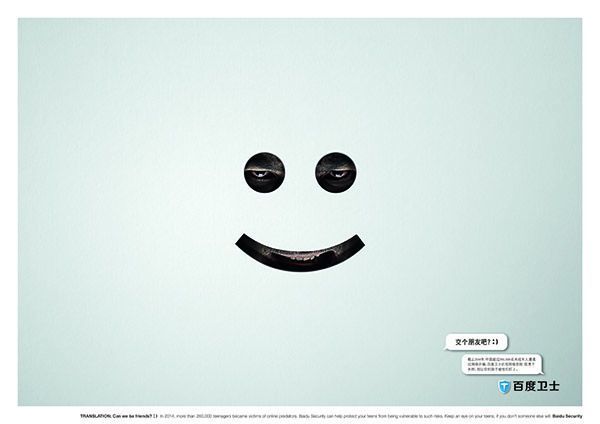 交个朋友吧?:)
百度卫士
TRANSLATION: Can we be friends? :) In 2014, more than 260,000 teenagers became victims of online predators. Baidu Security can help protect your teens from being vulnerable to such risks. Keep an eye on your teens, if you don't someone else will. Baidu Security